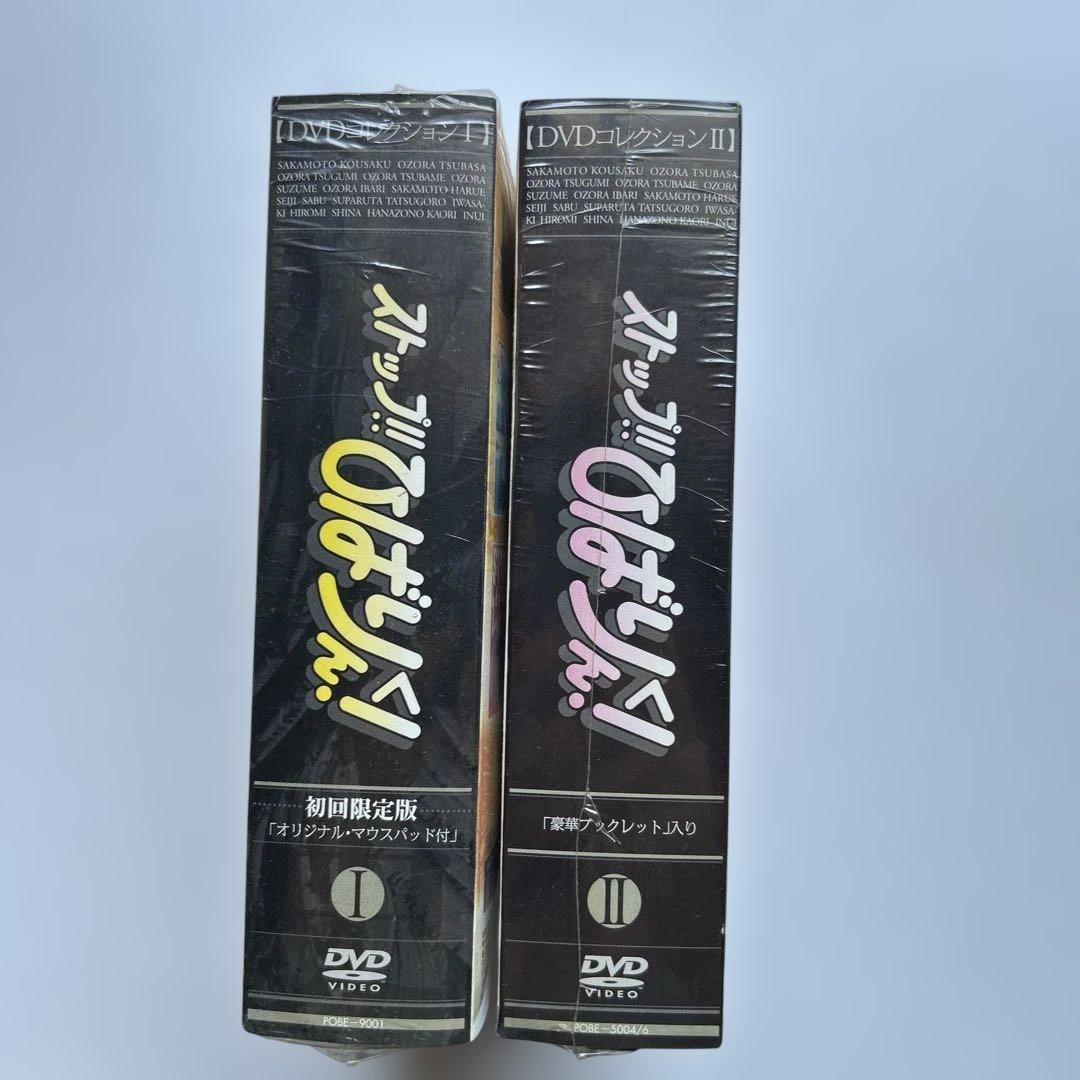 【DVDコレクションⅠ】
SAKAMOTO KOUSAKU OZORA TSUBASA
OZORA TSUGUMI OZORA TSUBAME OZORA
SUZUME OZORA IBARI SAKAMOTO HARUE
SEIJI SABU SUPARUTA TATSUGORO IWASA-
KI HIROMI SHINA HANAZONO KAORI INUI
ストップ!!
ひばりくん!
初回限定版
「オリジナル・マウスパッド付」
Ⅰ
DVD
VIDEO
POBE-9001
【DVDコレクションⅡ】
SAKAMOTO KOUSAKU OZORA TSUBASA
OZORA TSUGUMI OZORA TSUBAME OZORA
SUZUME OZORA IBARI SAKAMOTO HARUE
SEIJI SABU SUPARUTA TATSUGORO IWASA-
KI HIROMI SHINA HANAZONO KAORI INUI
ストップ!!
ひばりくん!
「豪華ブックレット」入り
Ⅱ
DVD
VIDEO
POBE-5004/6